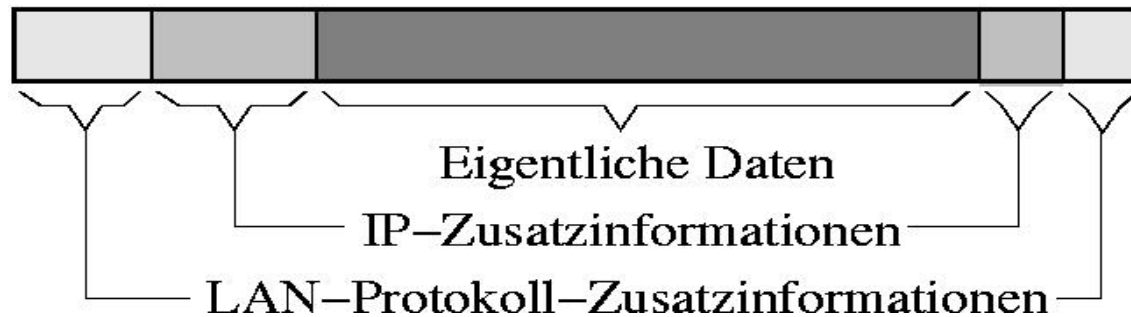 Eigentliche Daten
IP–Zusatzinformationen
LAN–Protokoll–Zusatzinformationen